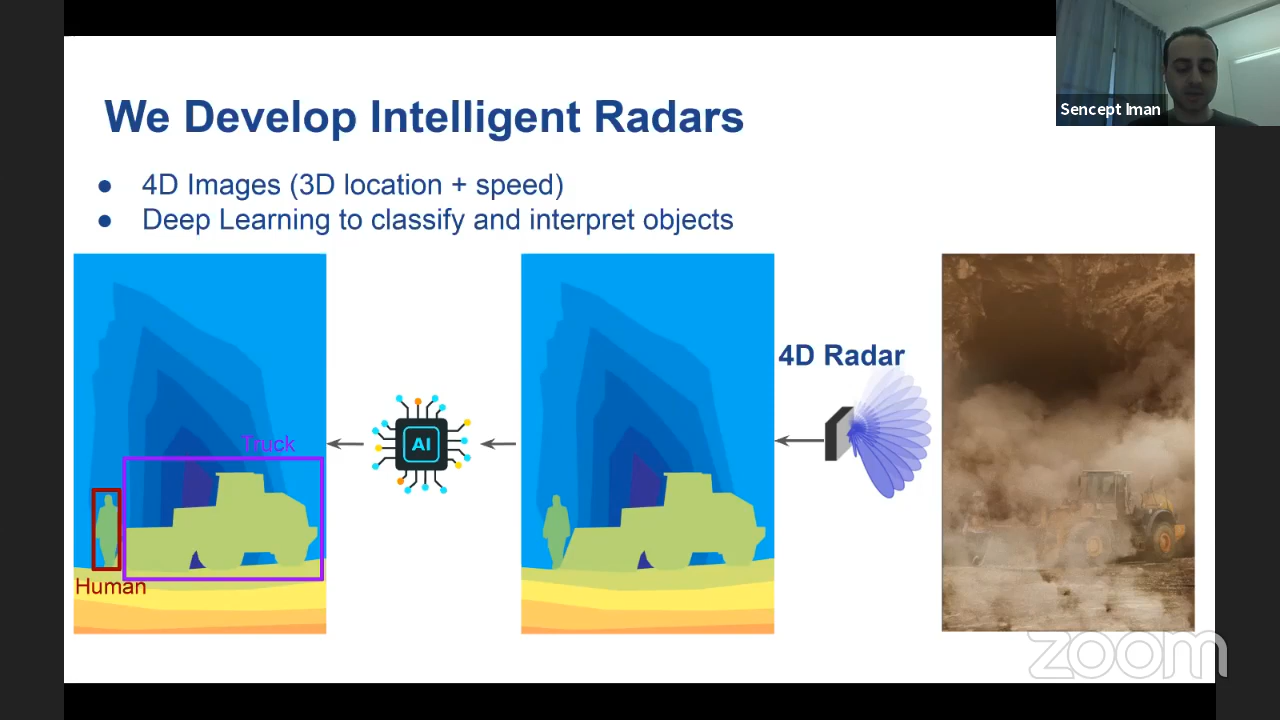 We Develop Intelligent Radars
Sencept Iman
● 4D Images (3D location + speed)
● Deep Learning to classify and interpret objects
4D Radar
Truck
AI
Human
zoom